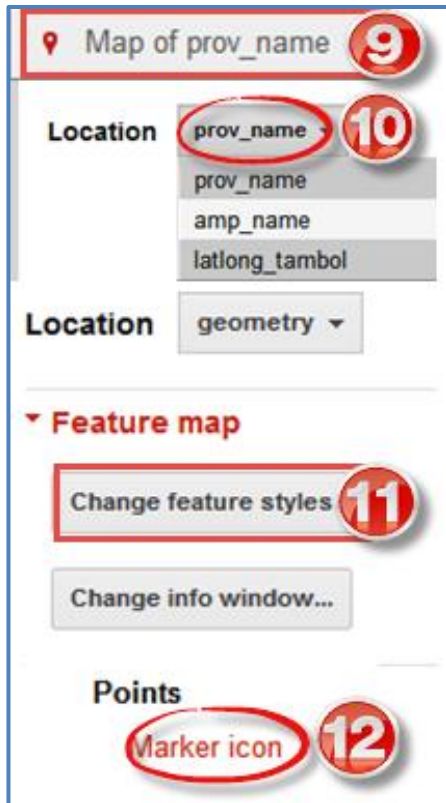 Map of prov_name 9
Location prov_name 10
prov_name
amp_name
latlong_tambol
Location geometry
Feature map
Change feature styles 11
Change info window...
Points
Marker icon 12